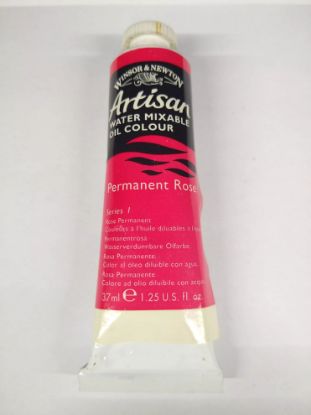 WINSOR & NEWTON
Artisan
WATER MIXABLE
OIL COLOUR
Permanent Rose
Series 1
Rose Permanent
Couleurs à l'huile diluables à l'eau
Permanentrosa
Wasserverdünnbare Ölfarbe
Rosa Permanente
Color al óleo diluible con agua
Rosa Permanente
Colore ad olio diluibile con acqua
37ml ℮ 1.25 U.S. fl. oz.